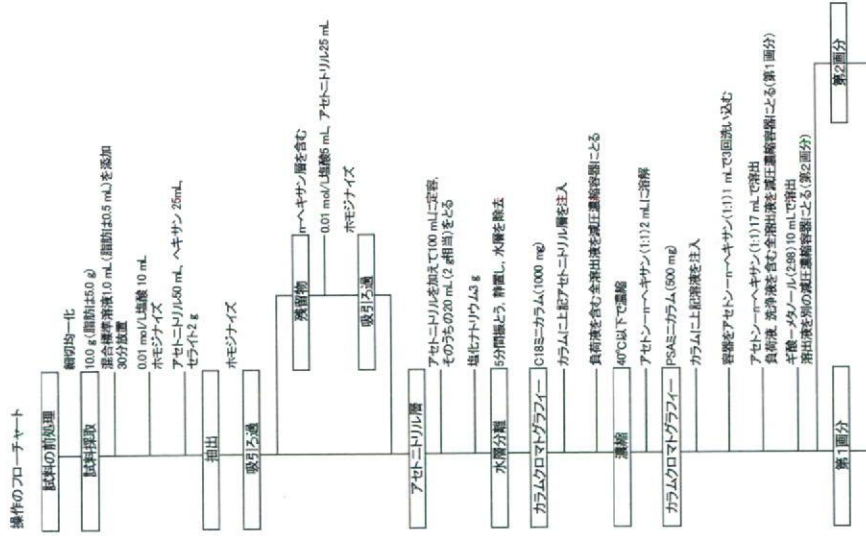 操作のフローチャート
試料の前処理
細切均一化
試料採取
10.0 g(脂肪は5.0 g)
混合標準溶液1.0 mL(脂肪は0.5 mL)を添加
30分放置
0.01 mol/L塩酸 10 mL
ホモジナイズ
アセトニトリル50 mL、ヘキサン 25mL、
セライト2 g
抽出
ホモジナイズ
吸引ろ過
残留物
n-ヘキサン層を含む
0.01 mol/L塩酸5 mL、アセトニトリル25 mL
ホモジナイズ
吸引ろ過
アセトニトリル層
アセトニトリルを加えて100 mLに定容、
そのうちの20 mL(2 g相当)をとる
塩化ナトリウム3 g
水層分離
5分間振とう、静置し、水層を除去
カラムクロマトグラフィー
C18ミニカラム(1000 mg)
カラムに上記アセトニトリル層を注入
負荷液を含む全溶出液を減圧濃縮容器にとる
濃縮
40℃以下で濃縮
アセトン-n-ヘキサン(1:1)2 mLに溶解
カラムクロマトグラフィー
PSAミニカラム(500 mg)
カラムに上記溶液を注入
容器をアセトン-n-ヘキサン(1:1)1 mLで3回洗い込む
アセトン-n-ヘキサン(1:1)17 mLで溶出
負荷液、洗浄液を含む全溶出液を減圧濃縮容器にとる(第1画分)
ギ酸-メタノール(2:98)10 mLで溶出
溶出液を別の減圧濃縮容器にとる(第2画分)
第1画分
第2画分